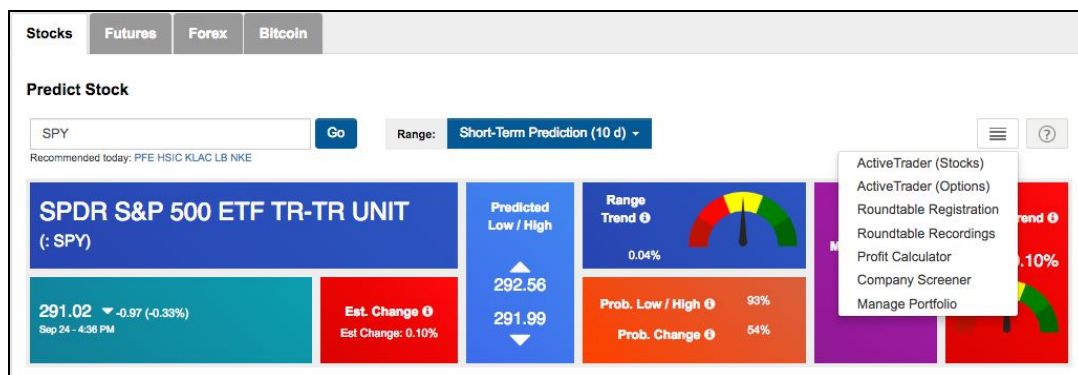 Stocks
Futures
Forex
Bitcoin
Predict Stock
SPY
Go
Range:
Short-Term Prediction (10 d)
Recommended today: PFE HSIC KLAC LB NKE
ActiveTrader (Stocks)
ActiveTrader (Options)
Roundtable Registration
Roundtable Recordings
Profit Calculator
Company Screener
Manage Portfolio
SPDR S&P 500 ETF TR-TR UNIT
(: SPY)
Predicted
Low / High
292.56
291.99
Range
Trend
0.04%
291.02 -0.97 (-0.33%)
Sep 24 - 4:36 PM
Est. Change
Est Change: 0.10%
Prob. Low / High 93%
Prob. Change 54%
.10%